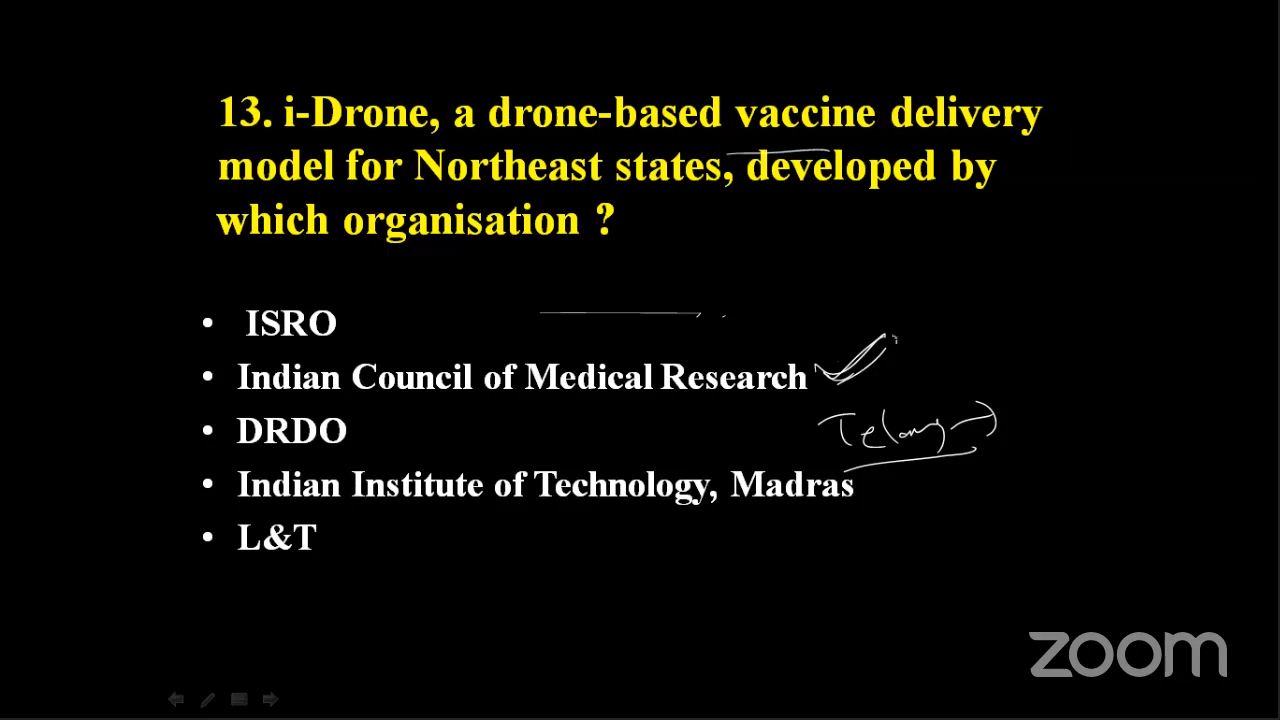 13. i-Drone, a drone-based vaccine delivery
model for Northeast states, developed by
which organisation ?
• ISRO
• Indian Council of Medical Research
• DRDO
• Indian Institute of Technology, Madras
• L&T
zoom